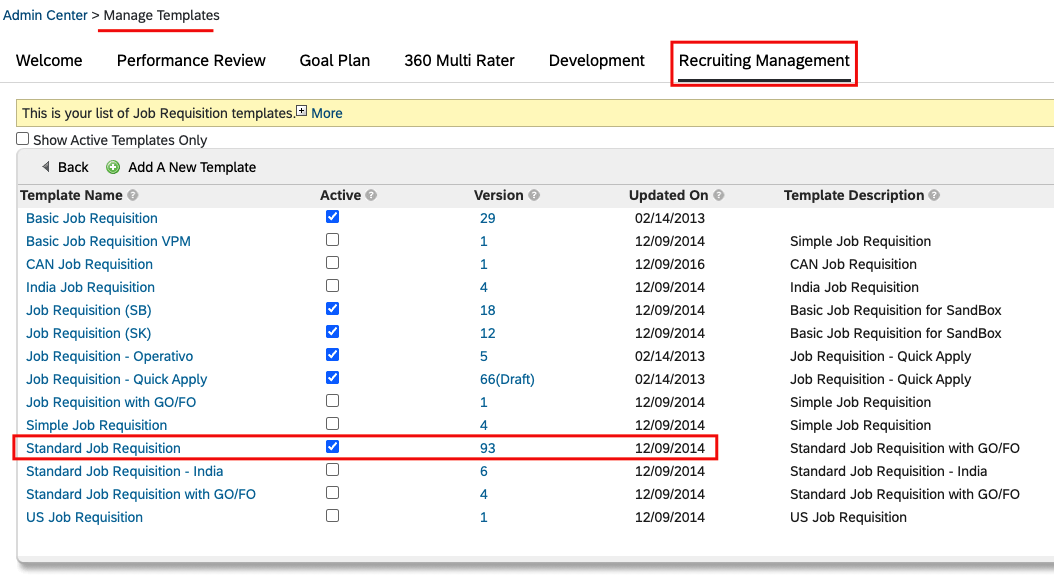 Admin Center > Manage Templates
Welcome Performance Review Goal Plan 360 Multi Rater Development Recruiting Management
This is your list of Job Requisition templates. More
Show Active Templates Only
Back Add A New Template
Template Name Active Version Updated On Template Description
Basic Job Requisition 29 02/14/2013
Basic Job Requisition VPM 1 12/09/2014 Simple Job Requisition
CAN Job Requisition 1 12/09/2016 CAN Job Requisition
India Job Requisition 4 12/09/2014 India Job Requisition
Job Requisition (SB) 18 12/09/2014 Basic Job Requisition for SandBox
Job Requisition (SK) 12 12/09/2014 Basic Job Requisition for SandBox
Job Requisition - Operativo 5 02/14/2013 Job Requisition - Quick Apply
Job Requisition - Quick Apply 66(Draft) 02/14/2013 Job Requisition - Quick Apply
Job Requisition with GO/FO 1 12/09/2014 Simple Job Requisition
Simple Job Requisition 4 12/09/2014 Simple Job Requisition
Standard Job Requisition 93 12/09/2014 Standard Job Requisition with GO/FO
Standard Job Requisition - India 6 12/09/2014 Standard Job Requisition - India
Standard Job Requisition with GO/FO 4 12/09/2014 Standard Job Requisition with GO/FO
US Job Requisition 1 12/09/2014 US Job Requisition